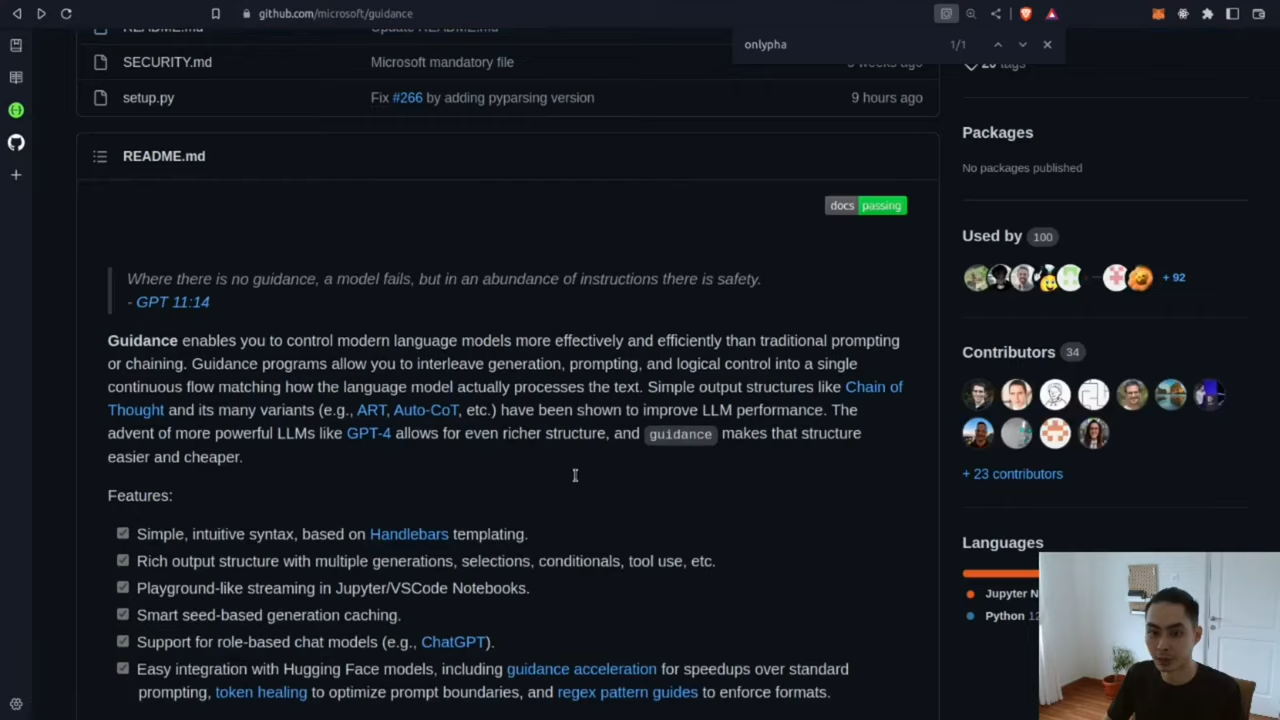 github.com/microsoft/guidance
onlypha
1/1
README.md
Update README.md
SECURITY.md
Microsoft mandatory file
3 weeks ago
20 tags
setup.py
Fix #266 by adding pyparsing version
9 hours ago
README.md
docs passing
Where there is no guidance, a model fails, but in an abundance of instructions there is safety.
- GPT 11:14
Guidance enables you to control modern language models more effectively and efficiently than traditional prompting
or chaining. Guidance programs allow you to interleave generation, prompting, and logical control into a single
continuous flow matching how the language model actually processes the text. Simple output structures like Chain of
Thought and its many variants (e.g., ART, Auto-CoT, etc.) have been shown to improve LLM performance. The
advent of more powerful LLMs like GPT-4 allows for even richer structure, and guidance makes that structure
easier and cheaper.
Features:
Simple, intuitive syntax, based on Handlebars templating.
Rich output structure with multiple generations, selections, conditionals, tool use, etc.
Playground-like streaming in Jupyter/VSCode Notebooks.
Smart seed-based generation caching.
Support for role-based chat models (e.g., ChatGPT).
Easy integration with Hugging Face models, including guidance acceleration for speedups over standard
prompting, token healing to optimize prompt boundaries, and regex pattern guides to enforce formats.
Packages
No packages published
Used by 100
+ 92
Contributors 34
+ 23 contributors
Languages
Jupyter N
Python 12